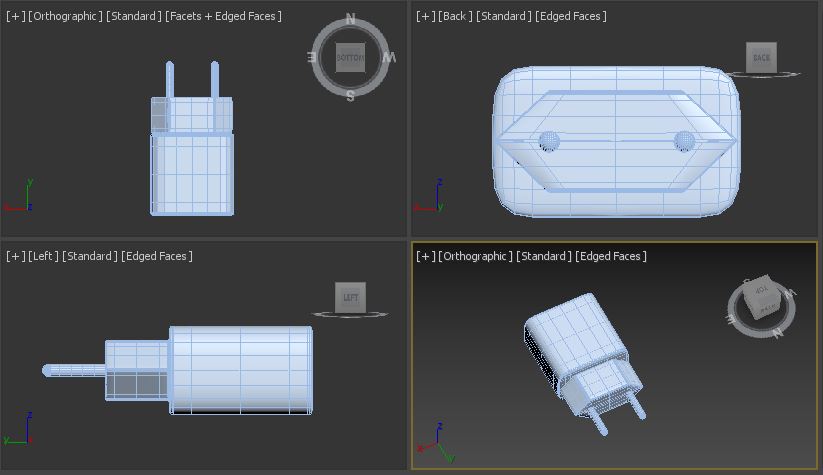 [+] [Orthographic] [Standard] [Facets + Edged Faces]
N
E
BOTTOM
W
S
y
x
z
[+] [Back] [Standard] [Edged Faces]
BACK
z
x
y
[+] [Left] [Standard] [Edged Faces]
LEFT
z
y
x
[+] [Orthographic] [Standard] [Edged Faces]
S
TOP
W
E
N
z
x
y